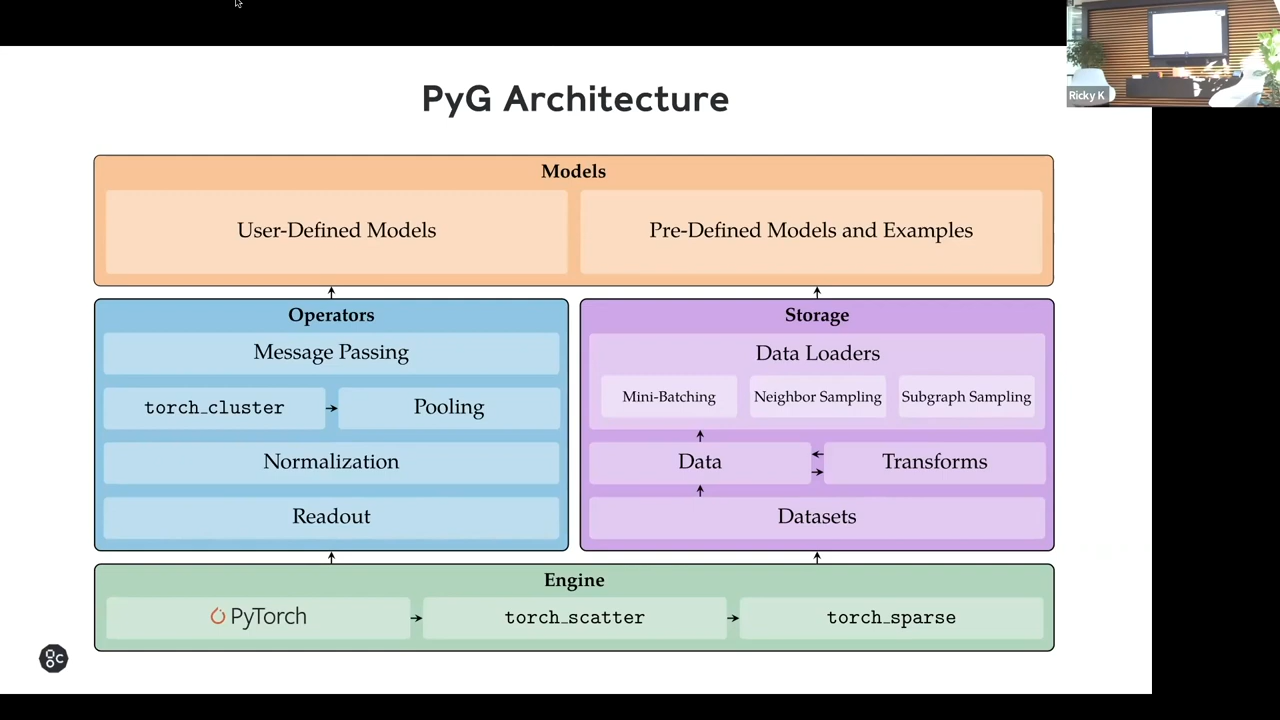 PyG Architecture
Ricky K
Models
User-Defined Models
Pre-Defined Models and Examples
Operators
Message Passing
torch_cluster
Pooling
Normalization
Readout
Storage
Data Loaders
Mini-Batching
Neighbor Sampling
Subgraph Sampling
Data
Transforms
Datasets
Engine
PyTorch
torch_scatter
torch_sparse